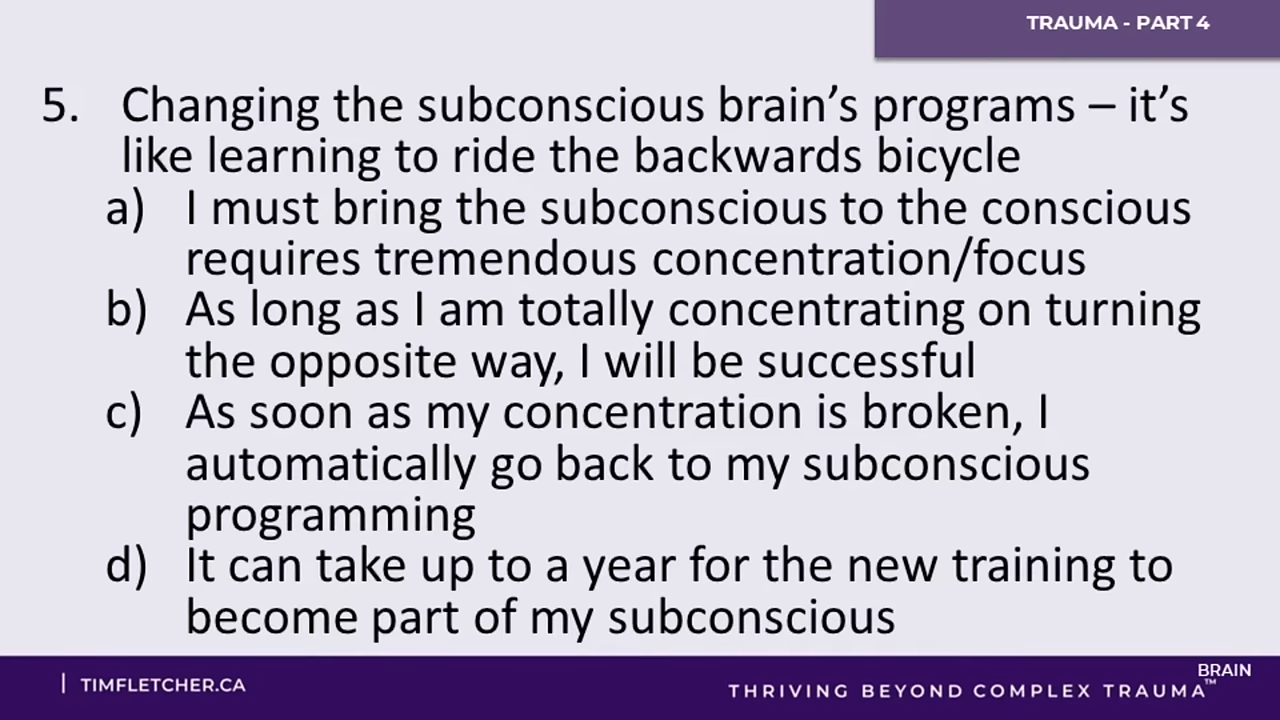 TRAUMA - PART 4
5. Changing the subconscious brain’s programs – it’s
like learning to ride the backwards bicycle
a) I must bring the subconscious to the conscious
requires tremendous concentration/focus
b) As long as I am totally concentrating on turning
the opposite way, I will be successful
c) As soon as my concentration is broken, I
automatically go back to my subconscious
programming
d) It can take up to a year for the new training to
become part of my subconscious
| TIMFLETCHER.CA
THRIVING BEYOND COMPLEX TRAUMA™
BRAIN